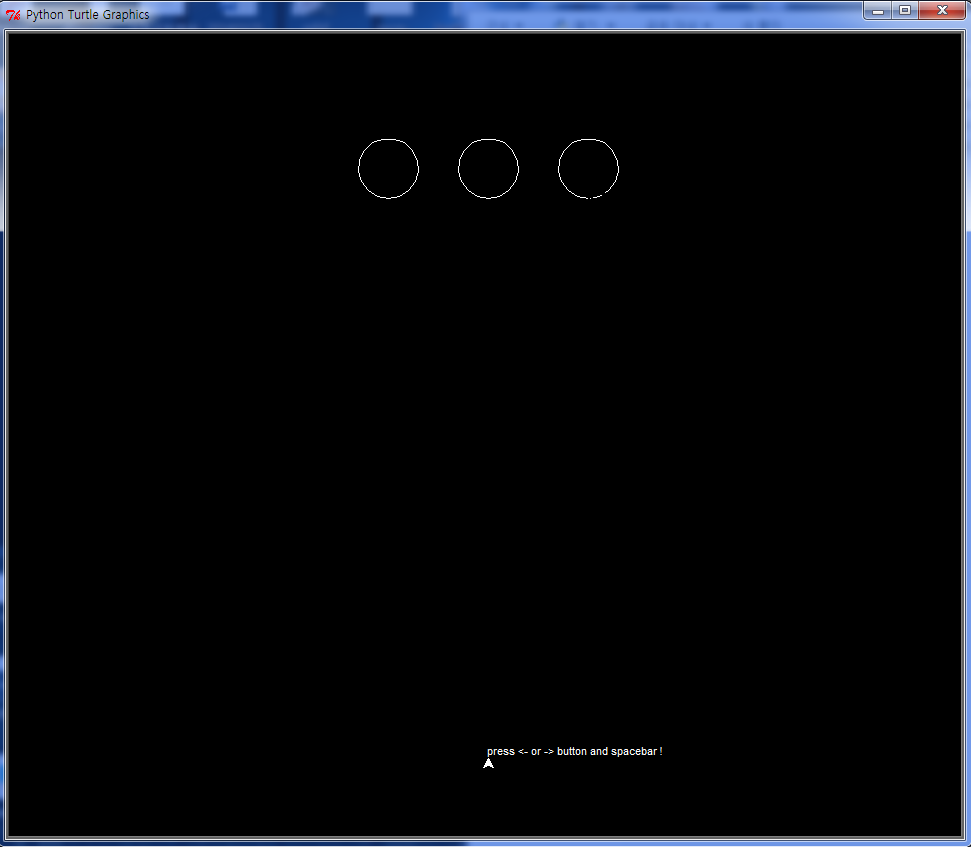 Python Turtle Graphics
press <- or -> button and spacebar !